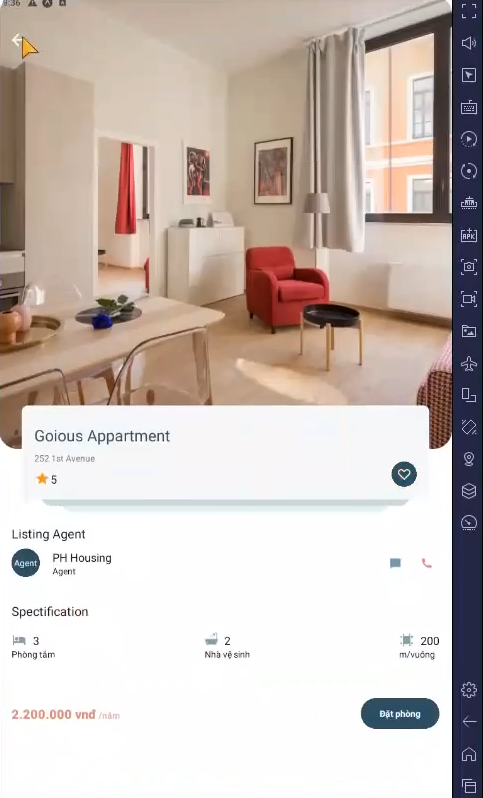 8:36
Goious Appartment
252 1st Avenue
5
Listing Agent
Agent
PH Housing
Agent
Spectification
3
Phòng tắm
2
Nhà vệ sinh
200
m/vuông
2.200.000 vnđ /năm
Đặt phòng